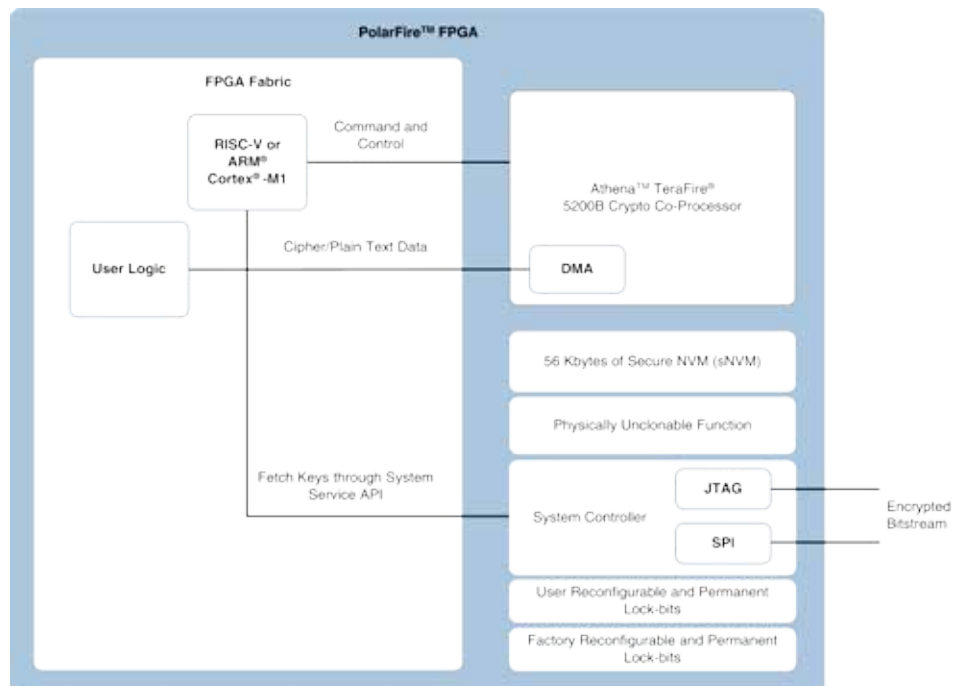 PolarFire™ FPGA
FPGA Fabric
RISC-V or
ARM®
Cortex® -M1
Command and
Control
Athena™ TeraFire®
5200B Crypto Co-Processor
User Logic
Cipher/Plain Text Data
DMA
56 Kbytes of Secure NVM (sNVM)
Physically Unclonable Function
Fetch Keys through System
Service API
System Controller
JTAG
SPI
Encrypted
Bitstream
User Reconfigurable and Permanent
Lock-bits
Factory Reconfigurable and Permanent
Lock-bits